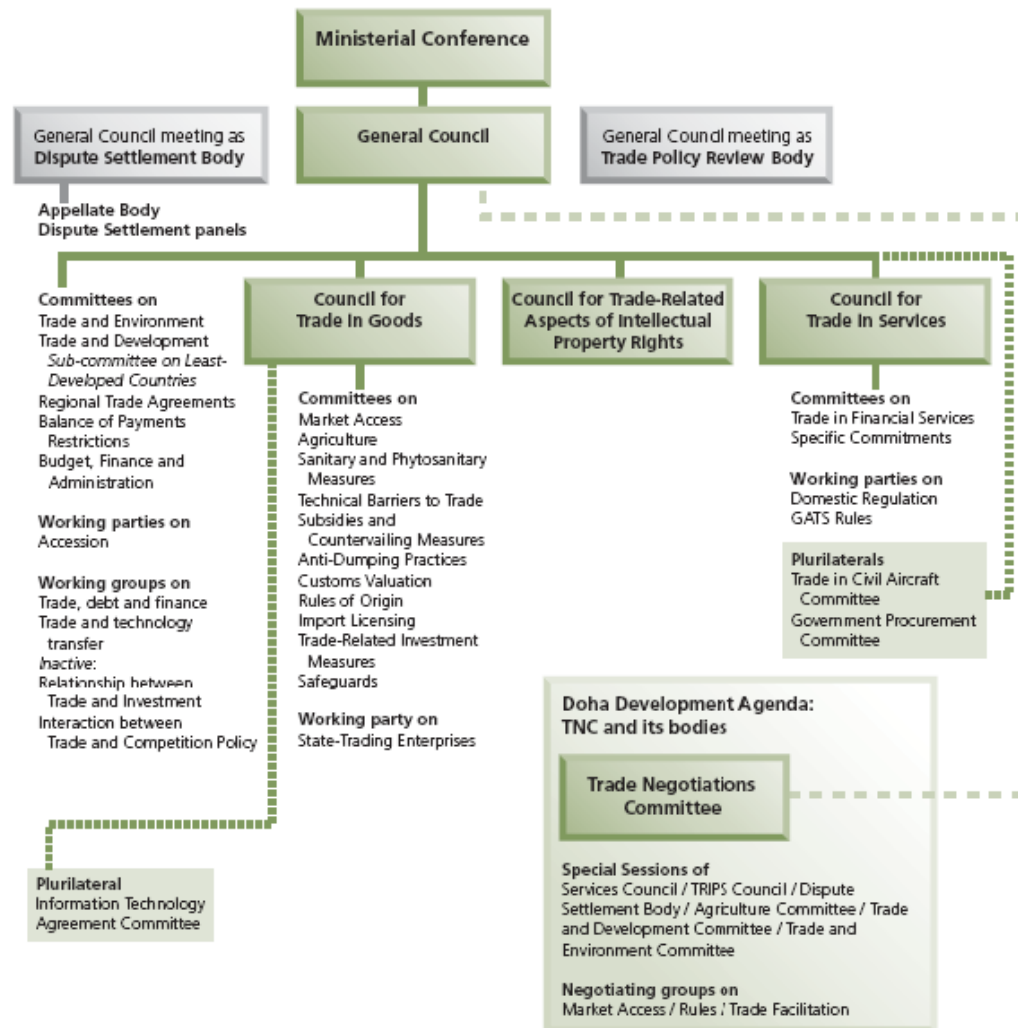 Ministerial Conference
General Council meeting as
Dispute Settlement Body
General Council
General Council meeting as
Trade Policy Review Body
Appellate Body
Dispute Settlement panels
Committees on
Trade and Environment
Trade and Development
Sub-committee on Least-
Developed Countries
Regional Trade Agreements
Balance of Payments
Restrictions
Budget, Finance and
Administration
Working parties on
Accession
Working groups on
Trade, debt and finance
Trade and technology
transfer
Inactive:
Relationship between
Trade and Investment
Interaction between
Trade and Competition Policy
Plurilateral
Information Technology
Agreement Committee
Council for
Trade in Goods
Committees on
Market Access
Agriculture
Sanitary and Phytosanitary
Measures
Technical Barriers to Trade
Subsidies and
Countervailing Measures
Anti-Dumping Practices
Customs Valuation
Rules of Origin
Import Licensing
Trade-Related Investment
Measures
Safeguards
Working party on
State-Trading Enterprises
Council for Trade-Related
Aspects of Intellectual
Property Rights
Council for
Trade in Services
Committees on
Trade in Financial Services
Specific Commitments
Working parties on
Domestic Regulation
GATS Rules
Plurilaterals
Trade in Civil Aircraft
Committee
Government Procurement
Committee
Doha Development Agenda:
TNC and its bodies
Trade Negotiations
Committee
Special Sessions of
Services Council / TRIPS Council / Dispute
Settlement Body / Agriculture Committee / Trade
and Development Committee / Trade and
Environment Committee
Negotiating groups on
Market Access / Rules / Trade Facilitation